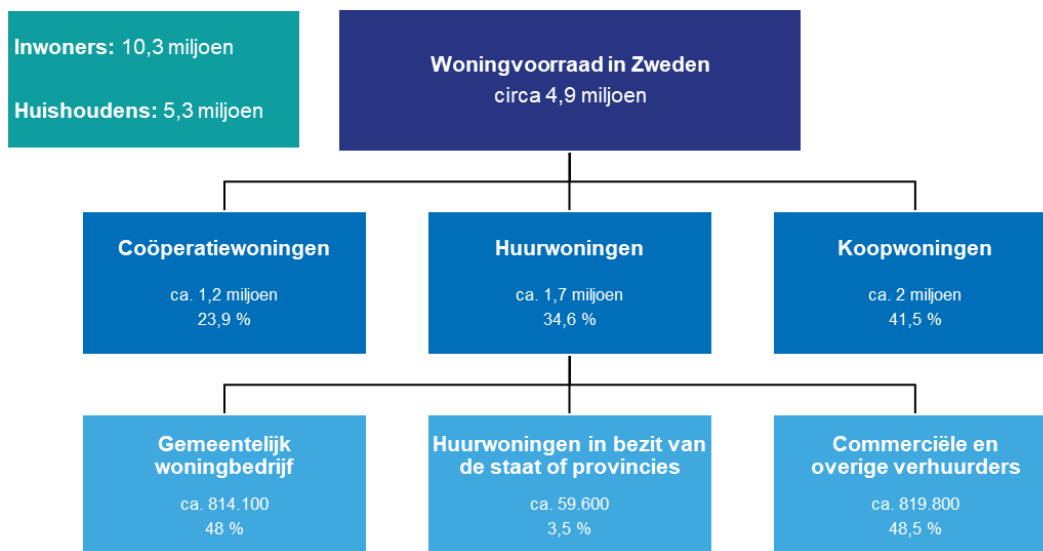 Inwoners: 10,3 miljoen
Huishoudens: 5,3 miljoen
Woningvoorraad in Zweden
circa 4,9 miljoen
Coöperatiewoningen
ca. 1,2 miljoen
23,9 %
Huurwoningen
ca. 1,7 miljoen
34,6 %
Koopwoningen
ca. 2 miljoen
41,5 %
Gemeentelijk
woningbedrijf
ca. 814.100
48 %
Huurwoningen in bezit van
de staat of provincies
ca. 59.600
3,5 %
Commerciële en
overige verhuurders
ca. 819.800
48,5 %